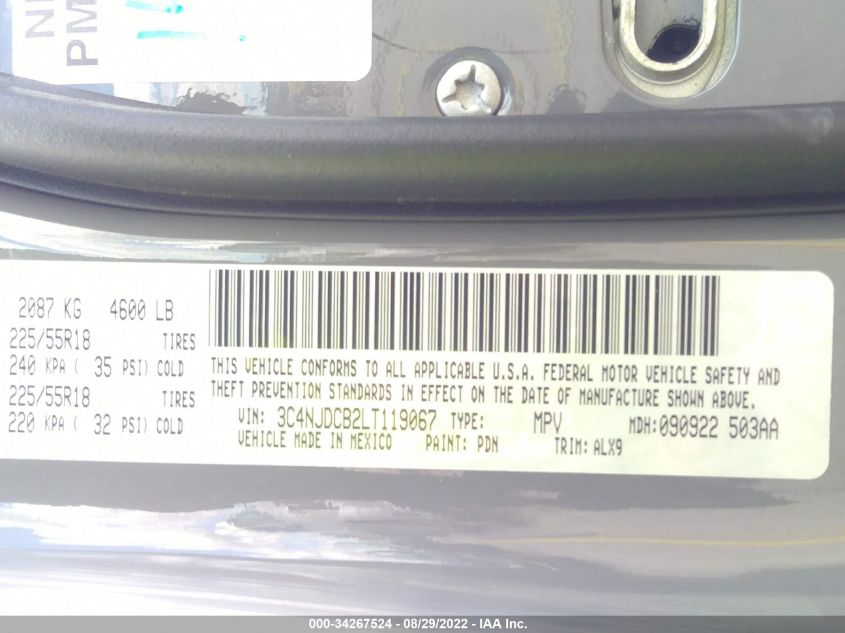 NI
PM
2087 KG 4600 LB
225/55R18 TIRES
240 KPA ( 35 PSI) COLD
225/55R18 TIRES
220 KPA ( 32 PSI) COLD
THIS VEHICLE CONFORMS TO ALL APPLICABLE U.S.A. FEDERAL MOTOR VEHICLE SAFETY AND
THEFT PREVENTION STANDARDS IN EFFECT ON THE DATE OF MANUFACTURE SHOWN ABOVE.
VIN: 3C4NJDCB2LT119067 TYPE: MPV MDH:090922 503AA
VEHICLE MADE IN MEXICO PAINT: PDN TRIM: ALX9
000-34267524 - 08/29/2022 - IAA Inc.